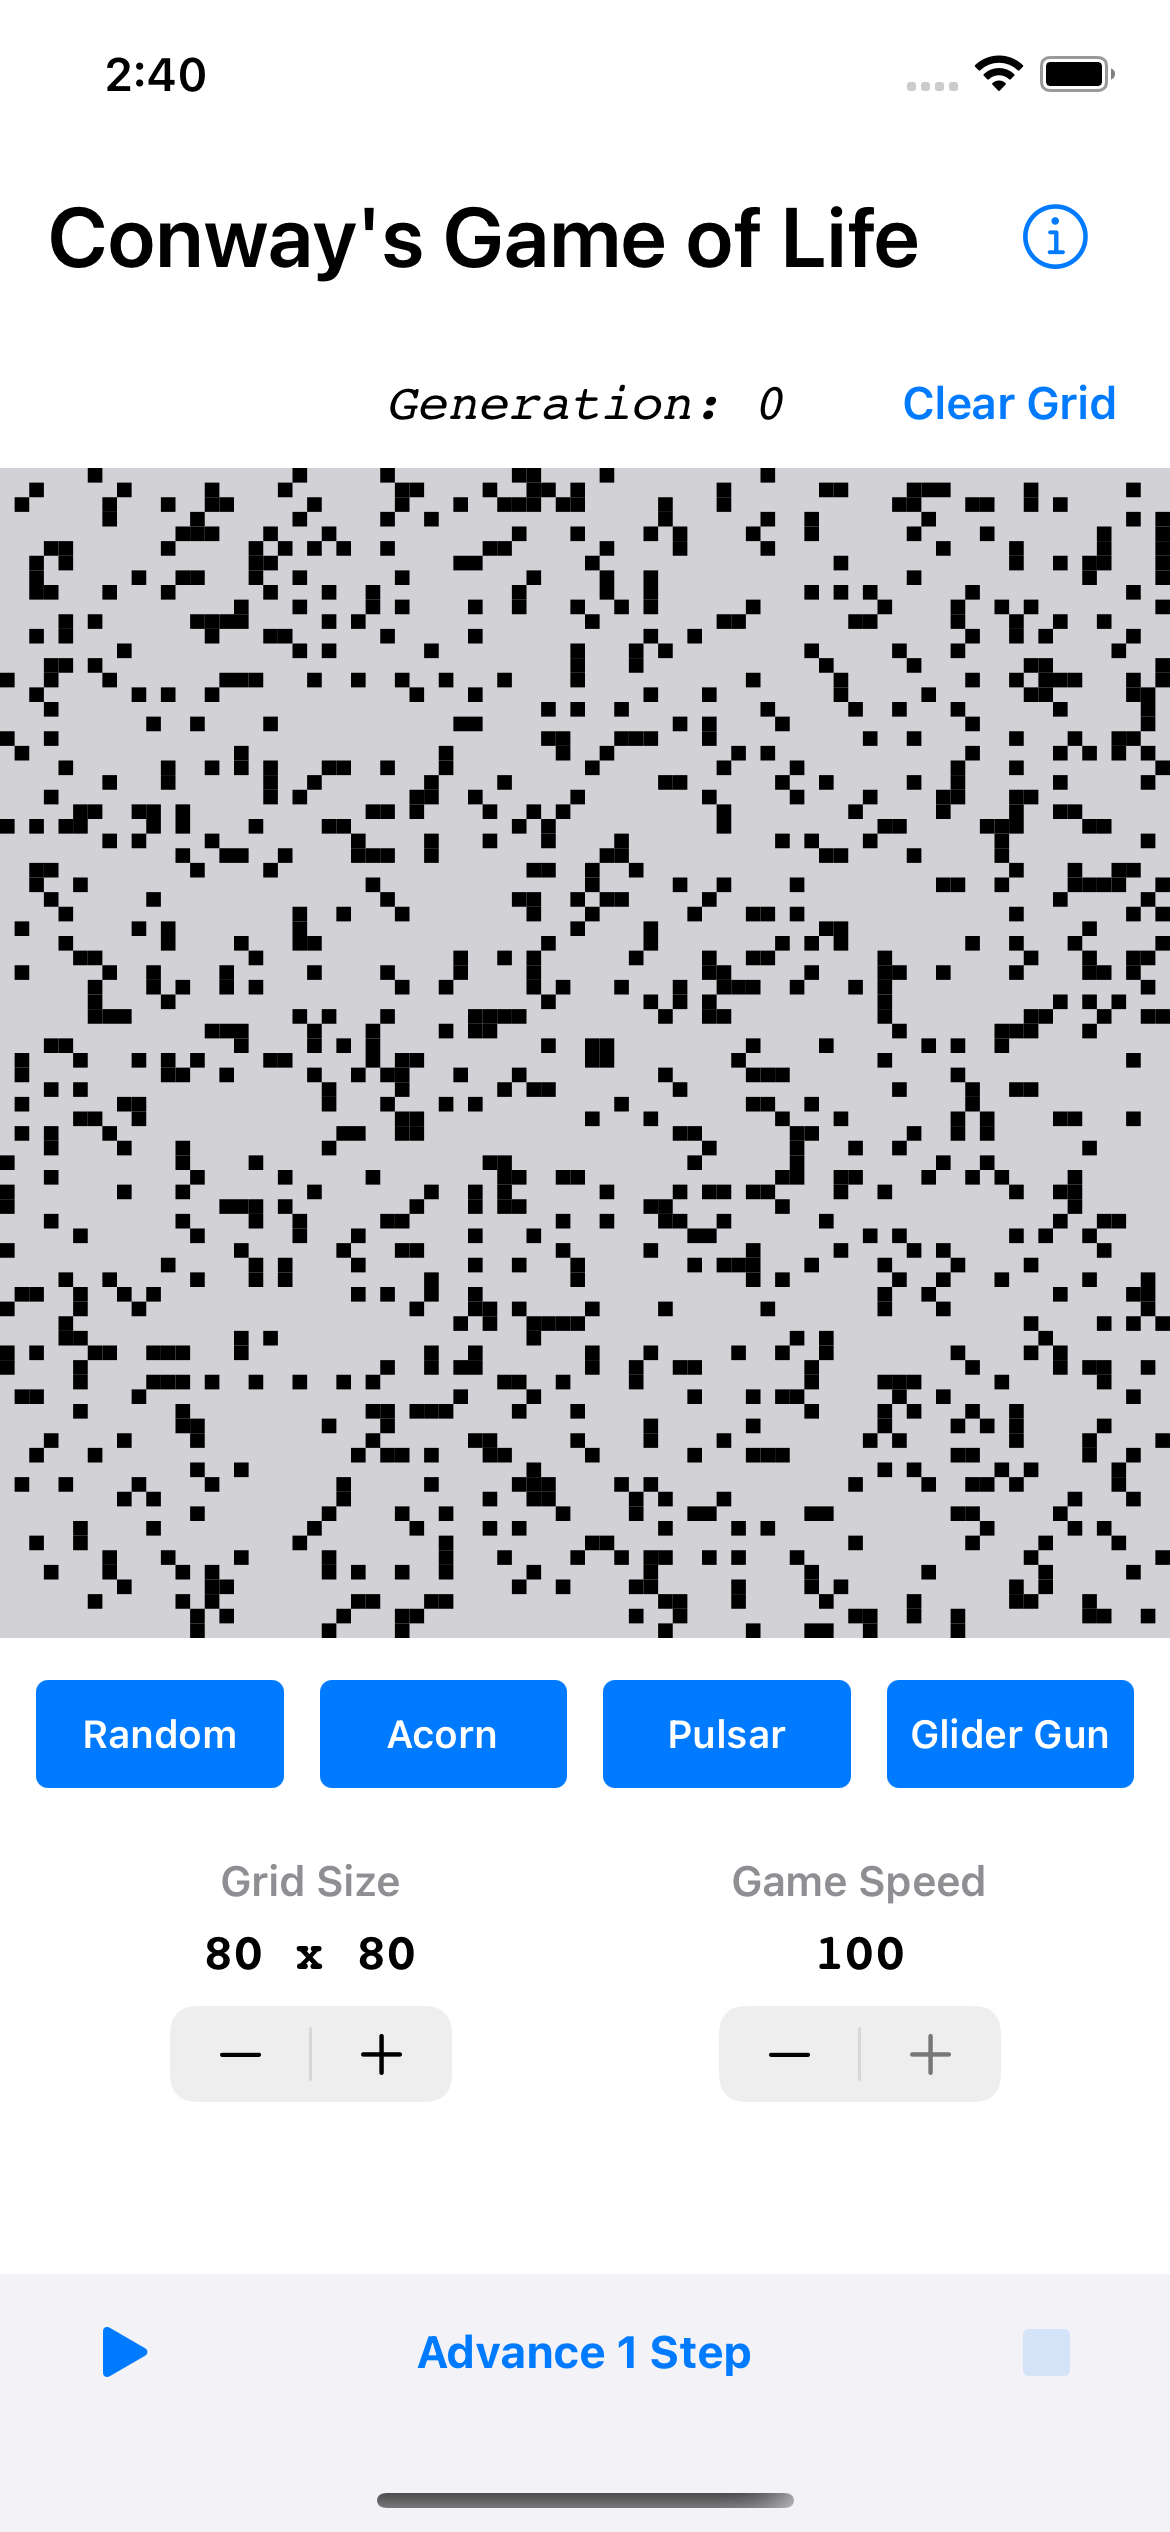 2:40
Conway's Game of Life
Generation: 0 Clear Grid
Random Acorn Pulsar Glider Gun
Grid Size Game Speed
80 x 80 100
Advance 1 Step